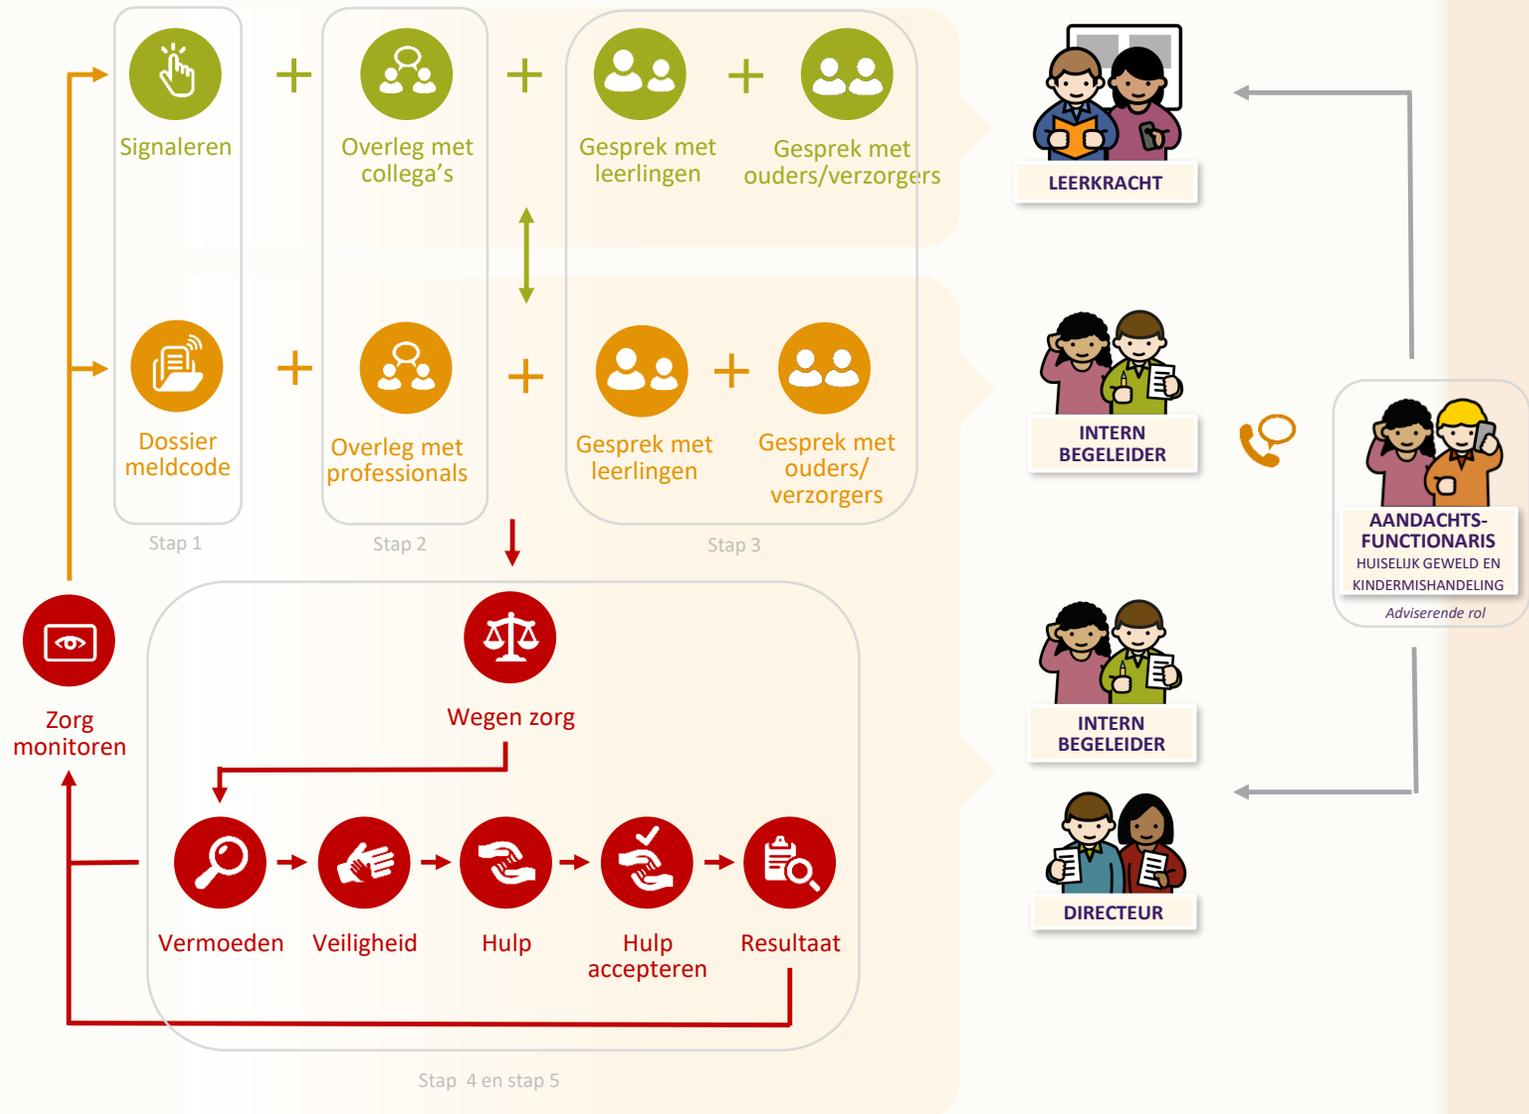 Signaleren
Overleg met
collega's
Gesprek met
leerlingen
Gesprek met
ouders/verzorgers
LEERKRACHT
Dossier
meldcode
Overleg met
professionals
Gesprek met
leerlingen
Gesprek met
ouders/
verzorgers
INTERN
BEGELEIDER
AANDACHTS-
FUNCTIONARIS
HUISELIJK GEWELD EN
KINDERMISHANDELING
Adviserende rol
Stap 1
Stap 2
Stap 3
Zorg
monitoren
Wegen zorg
INTERN
BEGELEIDER
Vermoeden
Veiligheid
Hulp
Hulp
accepteren
Resultaat
DIRECTEUR
Stap 4 en stap 5